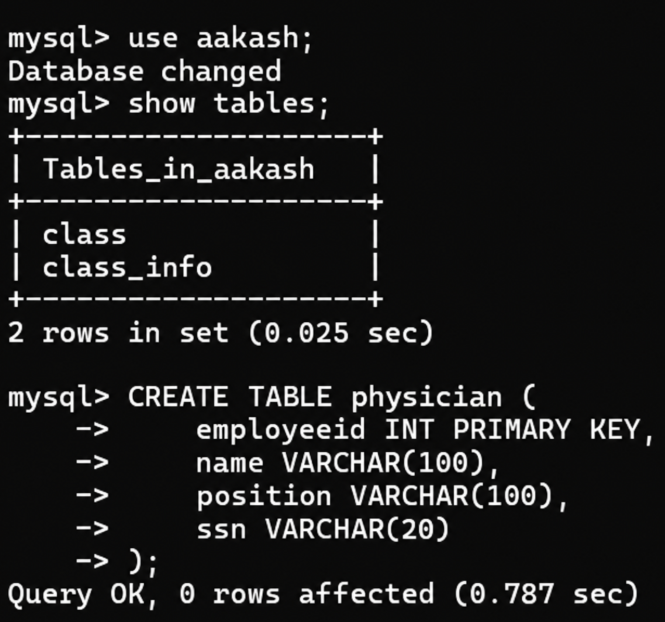 mysql> use aakash;
Database changed
mysql> show tables;
+--------------------+
| Tables_in_aakash   |
+--------------------+
| class              |
| class_info         |
+--------------------+
2 rows in set (0.025 sec)

mysql> CREATE TABLE physician (
    ->     employeeid INT PRIMARY KEY,
    ->     name VARCHAR(100),
    ->     position VARCHAR(100),
    ->     ssn VARCHAR(20)
    -> );
Query OK, 0 rows affected (0.787 sec)